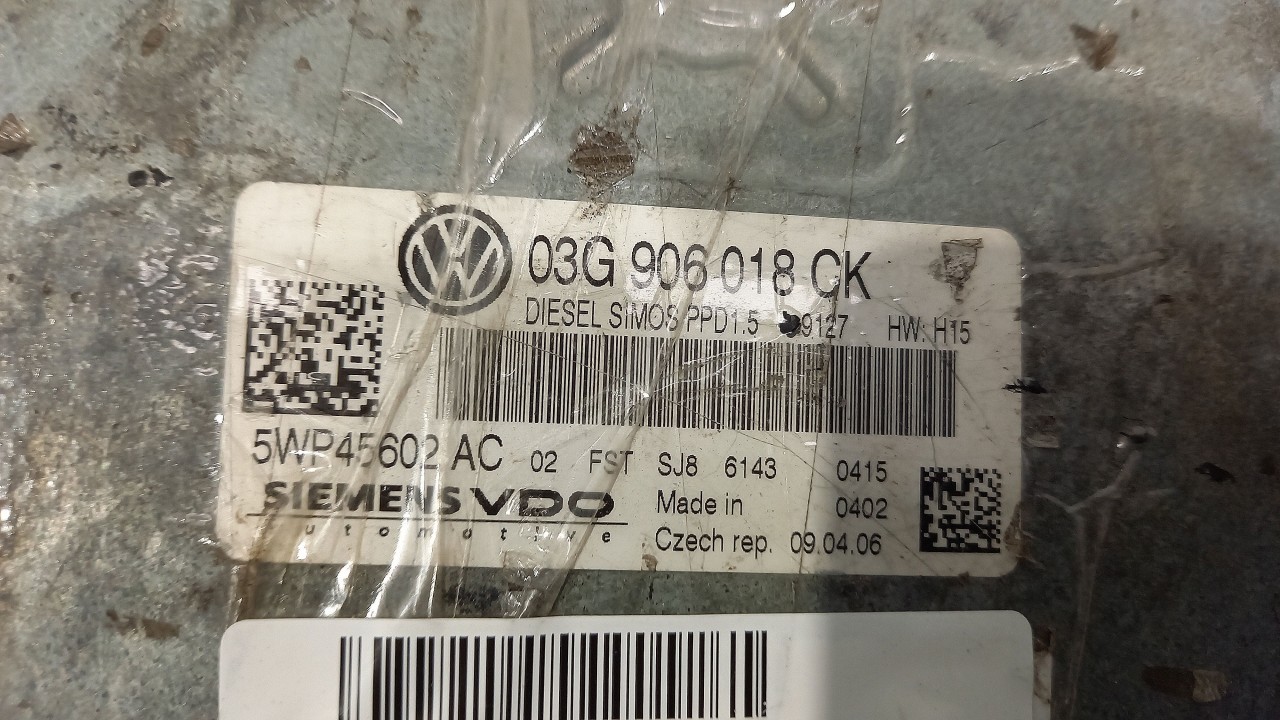 03G 906 018 CK
DIESEL SIMOS PPD1.5 9127 HW: H15
5WP45602 AC 02 FST SJ8 6143 0415
SIEMENS VDO Made in 0402
automotive Czech rep. 09.04.06